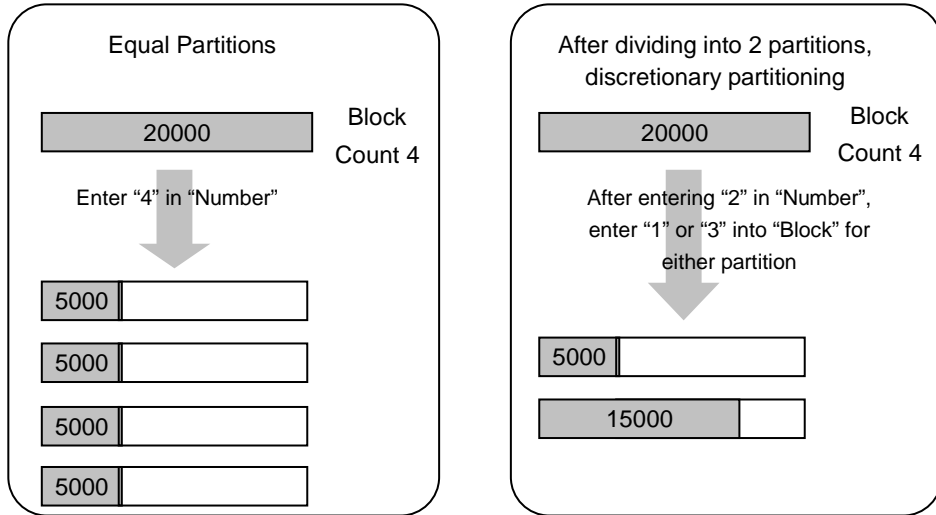 Equal Partitions
20000
Block
Count 4
Enter “4” in “Number”
5000
5000
5000
5000
After dividing into 2 partitions,
discretionary partitioning
20000
Block
Count 4
After entering “2” in “Number”,
enter “1” or “3” into “Block” for
either partition
5000
15000